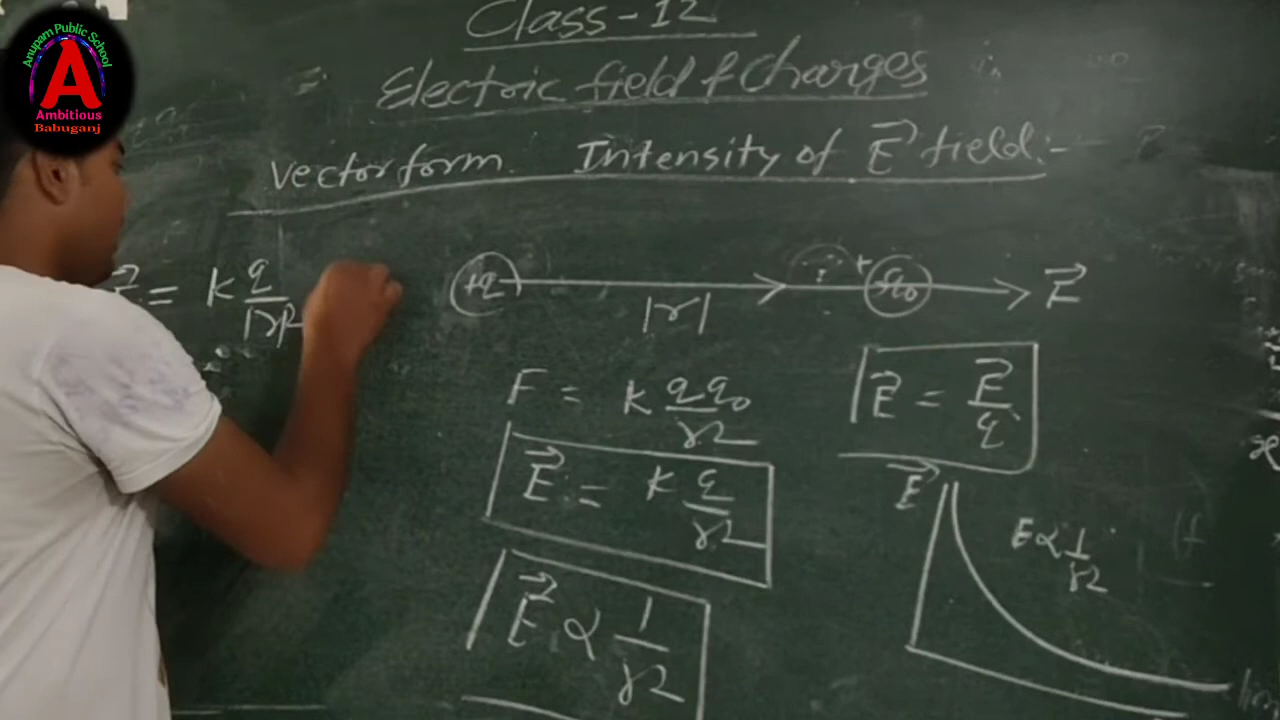 Anupam Public School
A
Ambitious
Babuganj
Class-12
Electric field & Charges
Vector form. Intensity of E⃗ field:-
= K q/|r|²
+q |r| + q₀ E⃗
F = K qq₀/r²
E⃗ = F⃗/q
E⃗ = K q/r²
E⃗
E ∝ 1/r²
E⃗ ∝ 1/r²